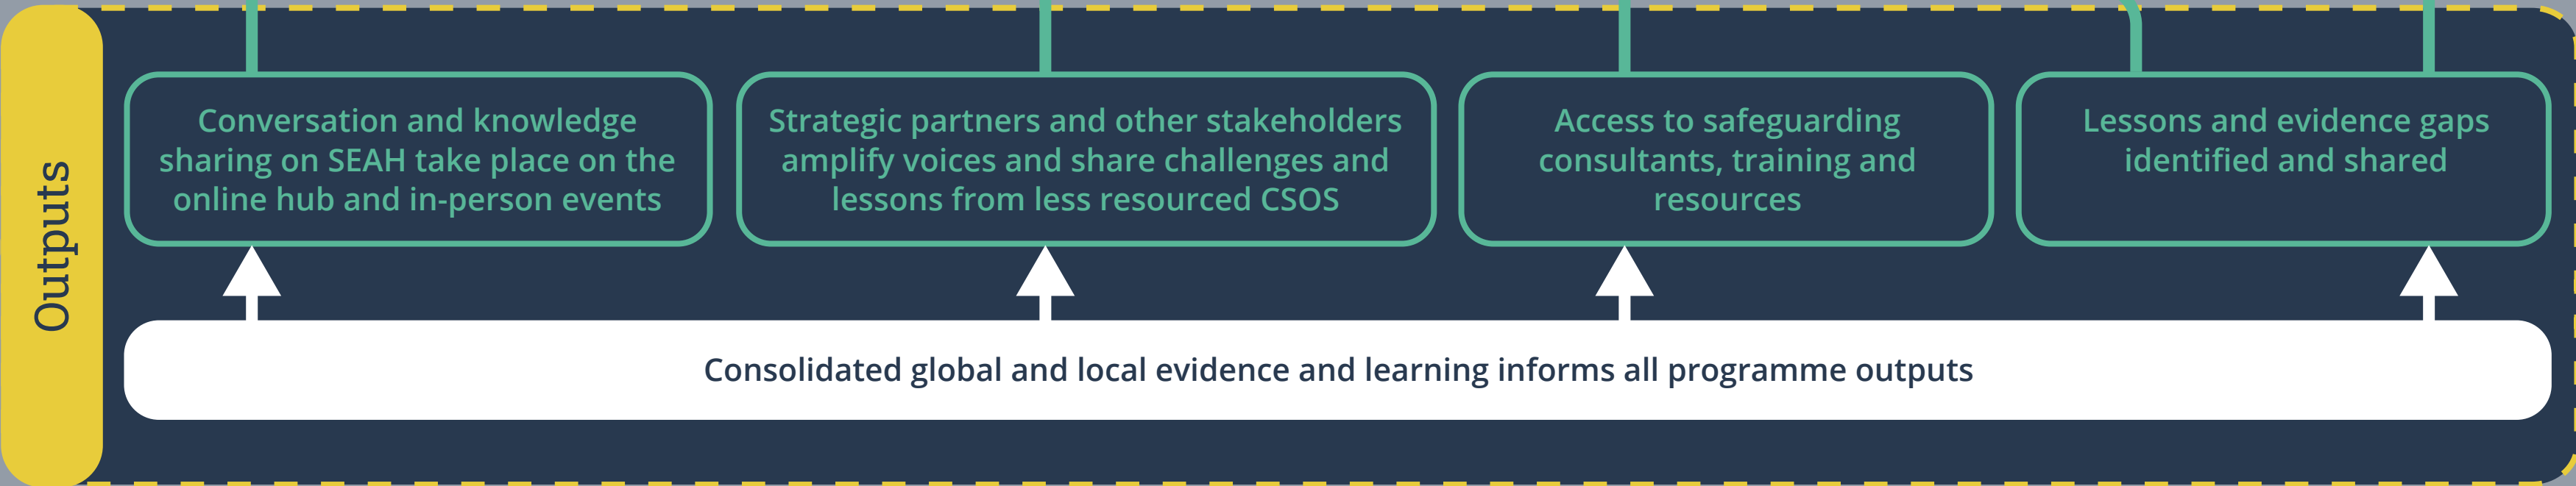 Outputs
Conversation and knowledge
sharing on SEAH take place on the
online hub and in-person events
Strategic partners and other stakeholders
amplify voices and share challenges and
lessons from less resourced CSOS
Access to safeguarding
consultants, training and
resources
Lessons and evidence gaps
identified and shared
Consolidated global and local evidence and learning informs all programme outputs